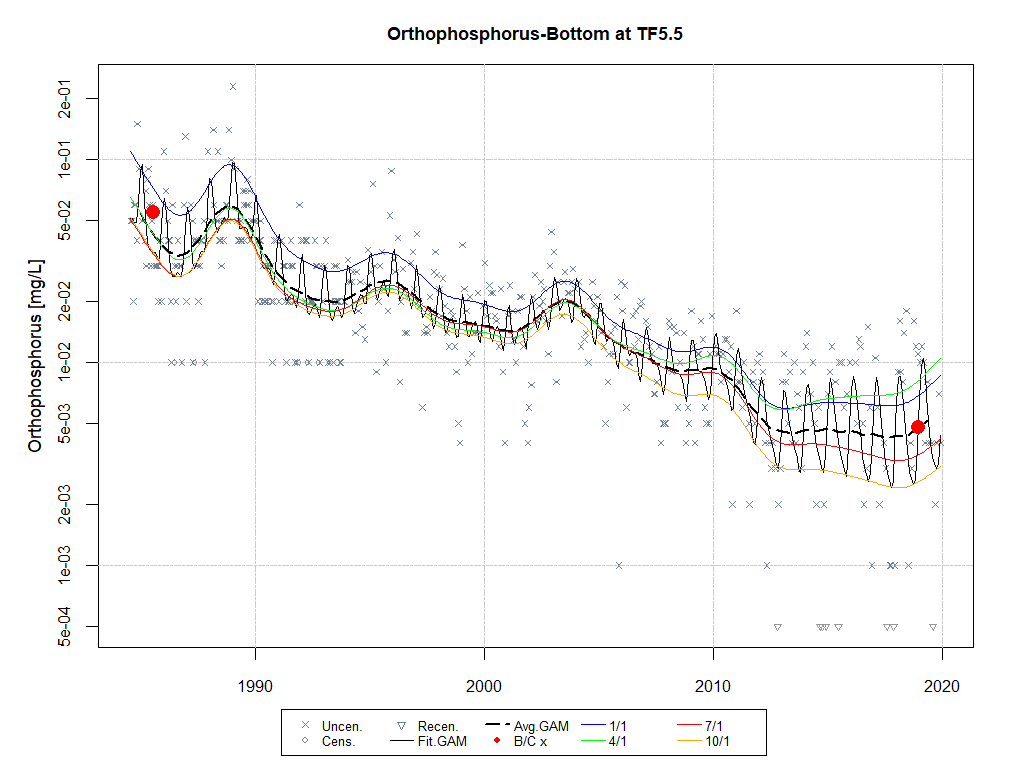 Orthophosphorus-Bottom at TF5.5
Orthophosphorus [mg/L]
2e-01
1e-01
5e-02
2e-02
1e-02
5e-03
2e-03
1e-03
5e-04
1990 2000 2010 2020
Uncen. Recen. Avg.GAM 1/1 7/1
Cens. Fit.GAM B/C x 4/1 10/1